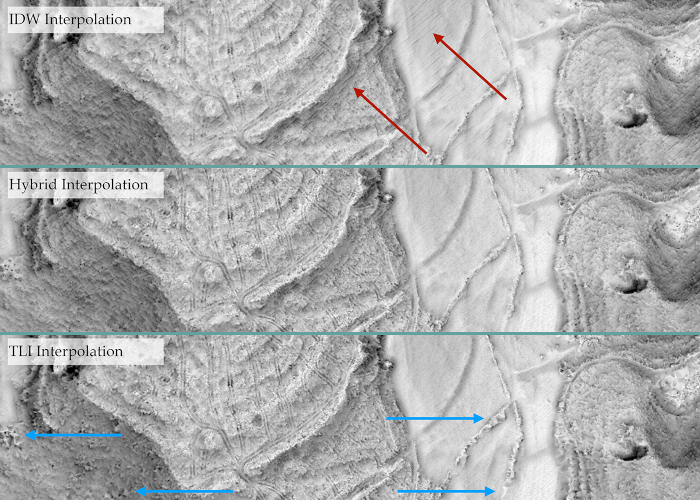 IDW Interpolation
Hybrid Interpolation
TLI Interpolation